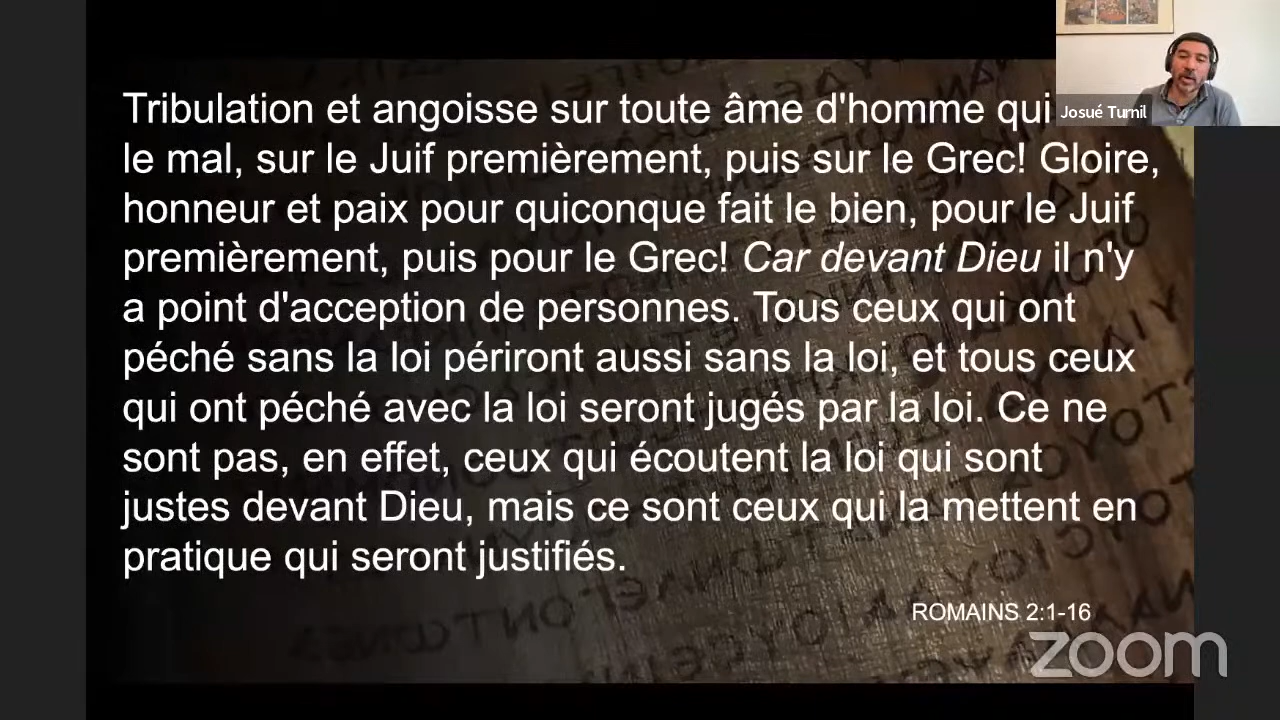 Tribulation et angoisse sur toute âme d'homme qui
le mal, sur le Juif premièrement, puis sur le Grec! Gloire,
honneur et paix pour quiconque fait le bien, pour le Juif
premièrement, puis pour le Grec! Car devant Dieu il n'y
a point d'acception de personnes. Tous ceux qui ont
péché sans la loi périront aussi sans la loi, et tous ceux
qui ont péché avec la loi seront jugés par la loi. Ce ne
sont pas, en effet, ceux qui écoutent la loi qui sont
justes devant Dieu, mais ce sont ceux qui la mettent en
pratique qui seront justifiés.
ROMAINS 2:1-16
Josué Turnil
zoom